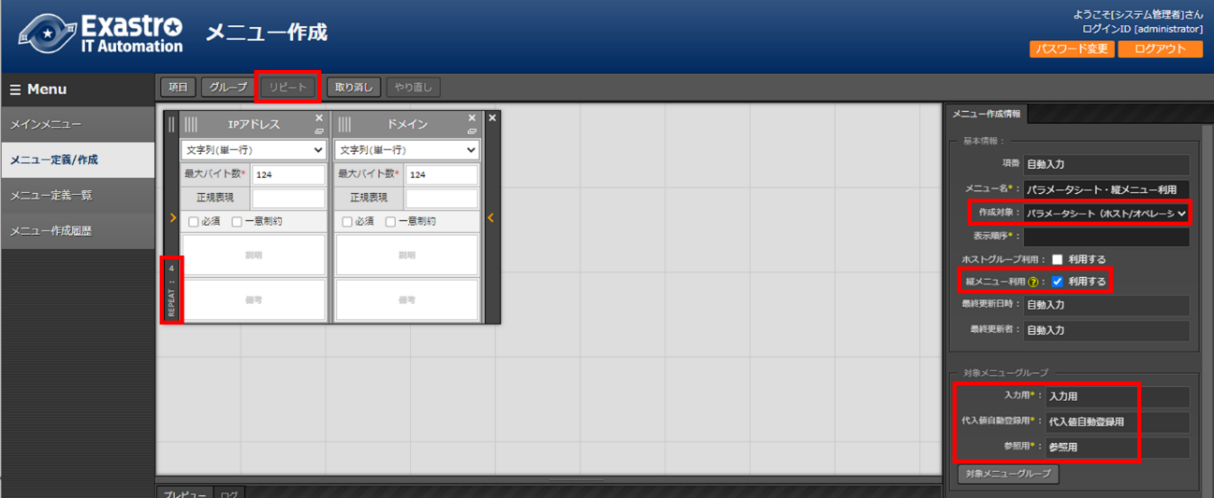 Exastro
IT Automation
メニュー作成
ようこそ[システム管理者]さん
ログインID [administrator]
パスワード変更 ログアウト
☰ Menu
メインメニュー
メニュー定義/作成
メニュー定義一覧
メニュー作成履歴
項目 グループ リピート 取り消し やり直し
IPアドレス ×
文字列(単一行)
最大バイト数* 124
正規表現
必須 一意制約
説明
備考
ドメイン ×
文字列(単一行)
最大バイト数* 124
正規表現
必須 一意制約
説明
備考
×
REPEAT : 4
メニュー作成情報
基本情報 :
項番 自動入力
メニュー名* : パラメータシート・縦メニュー利用
作成対象 : パラメータシート（ホスト/オペレーシ
表示順序* :
ホストグループ利用 : 利用する
縦メニュー利用 ? : 利用する
最終更新日時 : 自動入力
最終更新者 : 自動入力
対象メニューグループ
入力用* : 入力用
代入値自動登録用* : 代入値自動登録用
参照用* : 参照用
対象メニューグループ
プレビュー ログ